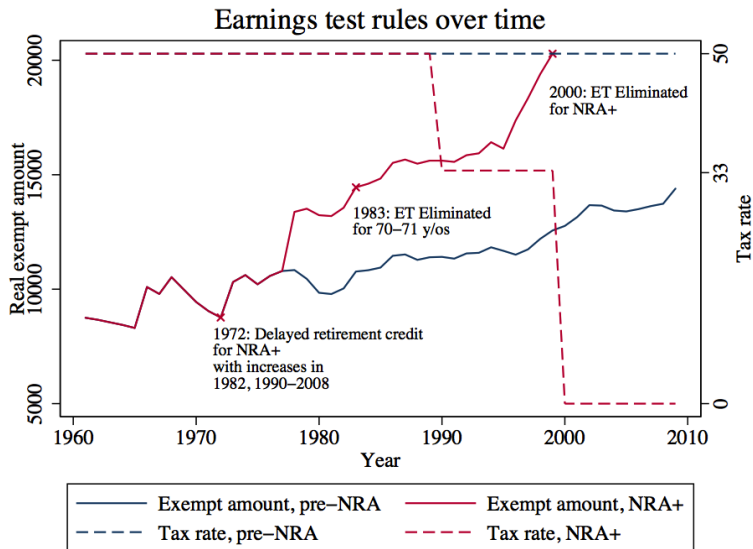 Earnings test rules over time
20000
15000
10000
5000
Real exempt amount
50
33
0
Tax rate
2000: ET Eliminated
for NRA+
1983: ET Eliminated
for 70−71 y/os
1972: Delayed retirement credit
for NRA+
with increases in
1982, 1990−2008
1960 1970 1980 1990 2000 2010
Year
Exempt amount, pre−NRA Exempt amount, NRA+
Tax rate, pre−NRA Tax rate, NRA+